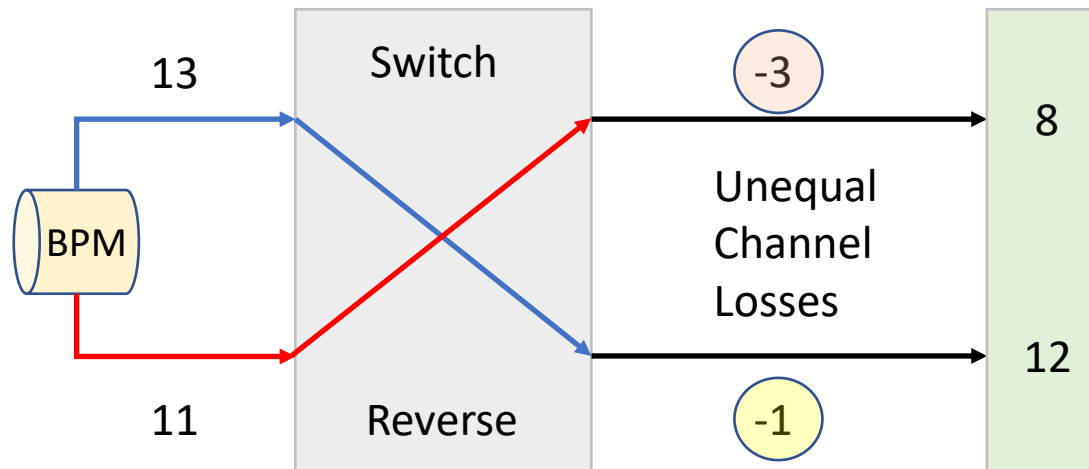 13
Switch
-3
8
BPM
Unequal
Channel
Losses
12
11
Reverse
-1